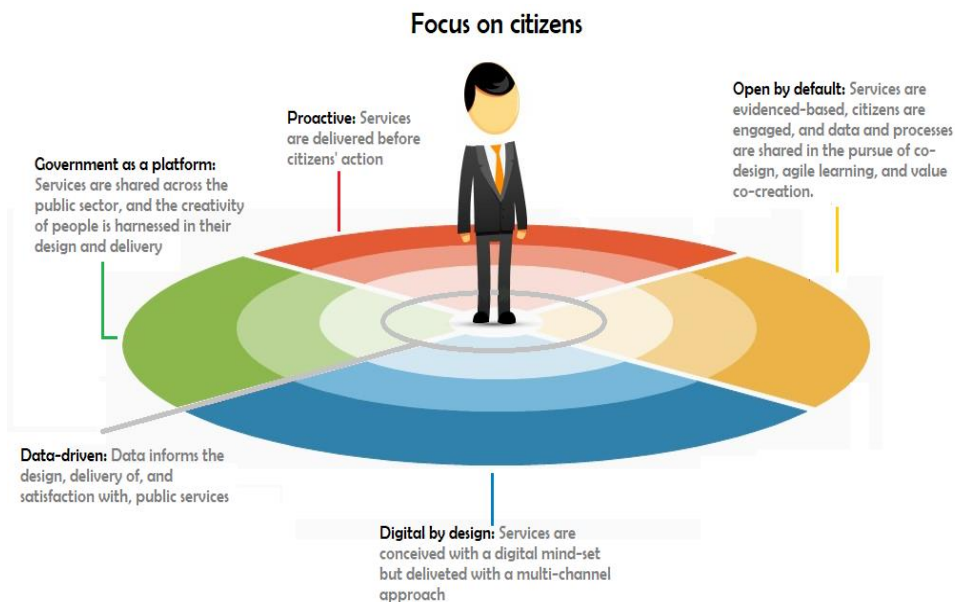 Focus on citizens
Proactive: Services
are delivered before
citizens' action
Open by default: Services are
evidenced-based, citizens are
engaged, and data and processes
are shared in the pursue of co-
design, agile learning, and value
co-creation.
Government as a platform:
Services are shared across the
public sector, and the creativity
of people is harnessed in their
design and delivery
Data-driven: Data informs the
design, delivery of, and
satisfaction with, public services
Digital by design: Services are
conceived with a digital mind-set
but deliveted with a multi-channel
approach